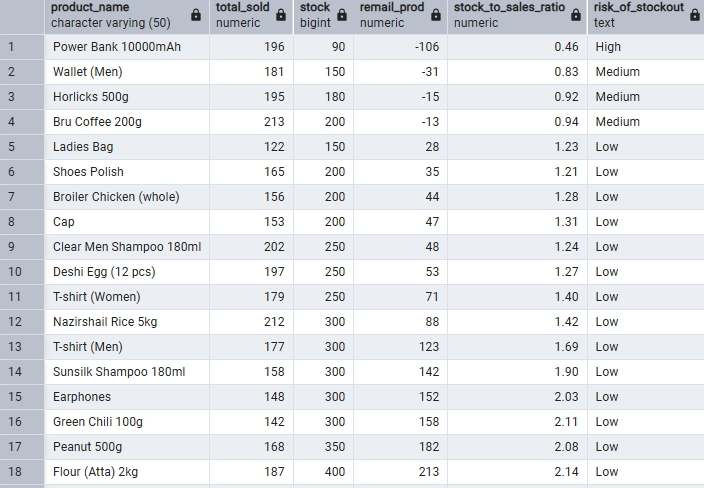 product_name total_sold stock remail_prod stock_to_sales_ratio risk_of_stockout
character varying (50) numeric bigint numeric numeric text
1 Power Bank 10000mAh 196 90 -106 0.46 High
2 Wallet (Men) 181 150 -31 0.83 Medium
3 Horlicks 500g 195 180 -15 0.92 Medium
4 Bru Coffee 200g 213 200 -13 0.94 Medium
5 Ladies Bag 122 150 28 1.23 Low
6 Shoes Polish 165 200 35 1.21 Low
7 Broiler Chicken (whole) 156 200 44 1.28 Low
8 Cap 153 200 47 1.31 Low
9 Clear Men Shampoo 180ml 202 250 48 1.24 Low
10 Deshi Egg (12 pcs) 197 250 53 1.27 Low
11 T-shirt (Women) 179 250 71 1.40 Low
12 Nazirshail Rice 5kg 212 300 88 1.42 Low
13 T-shirt (Men) 177 300 123 1.69 Low
14 Sunsilk Shampoo 180ml 158 300 142 1.90 Low
15 Earphones 148 300 152 2.03 Low
16 Green Chili 100g 142 300 158 2.11 Low
17 Peanut 500g 168 350 182 2.08 Low
18 Flour (Atta) 2kg 187 400 213 2.14 Low